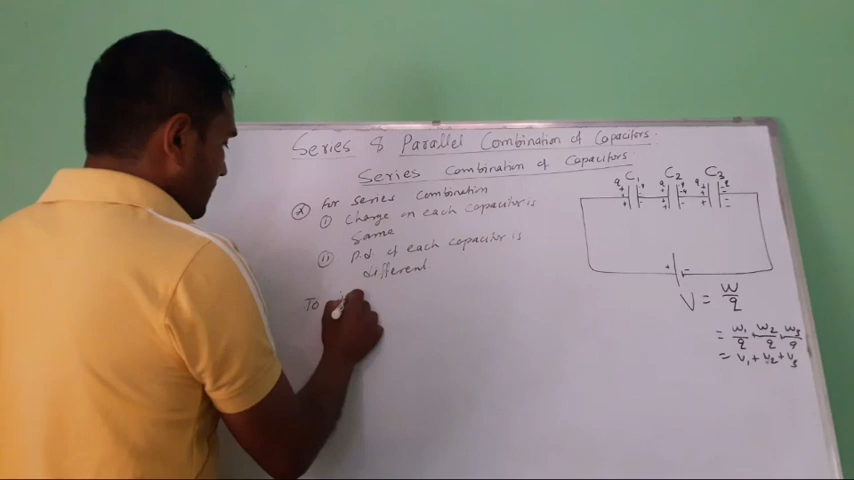 Series & Parallel Combination of Capacitors.
Series Combination of Capacitors.
* For Series Combination
(i) Charge on each capacitor is
Same
(ii) P.d. of each capacitor is
different
To
C1 C2 C3
q q q q
+ + + + + + -
+ -
V = W/q
= W1/q + W2/q + W3/q
= V1 + V2 + V3